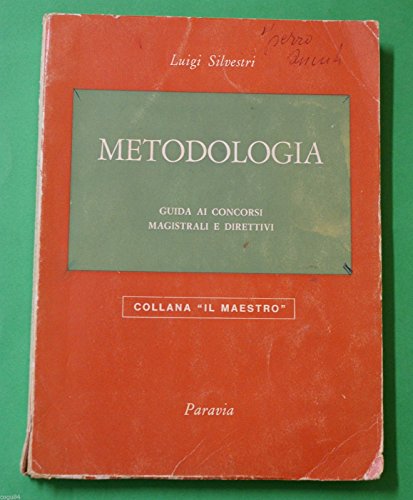 Luigi Silvestri
METODOLOGIA
GUIDA AI CONCORSI
MAGISTRALI E DIRETTIVI
COLLANA "IL MAESTRO"
Paravia